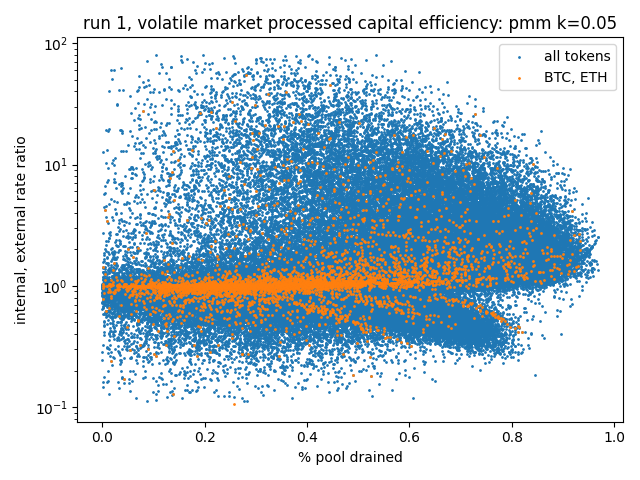 run 1, volatile market processed capital efficiency: pmm k=0.05
all tokens
BTC, ETH
internal, external rate ratio
10²
10¹
10⁰
10⁻¹
0.0 0.2 0.4 0.6 0.8 1.0
% pool drained